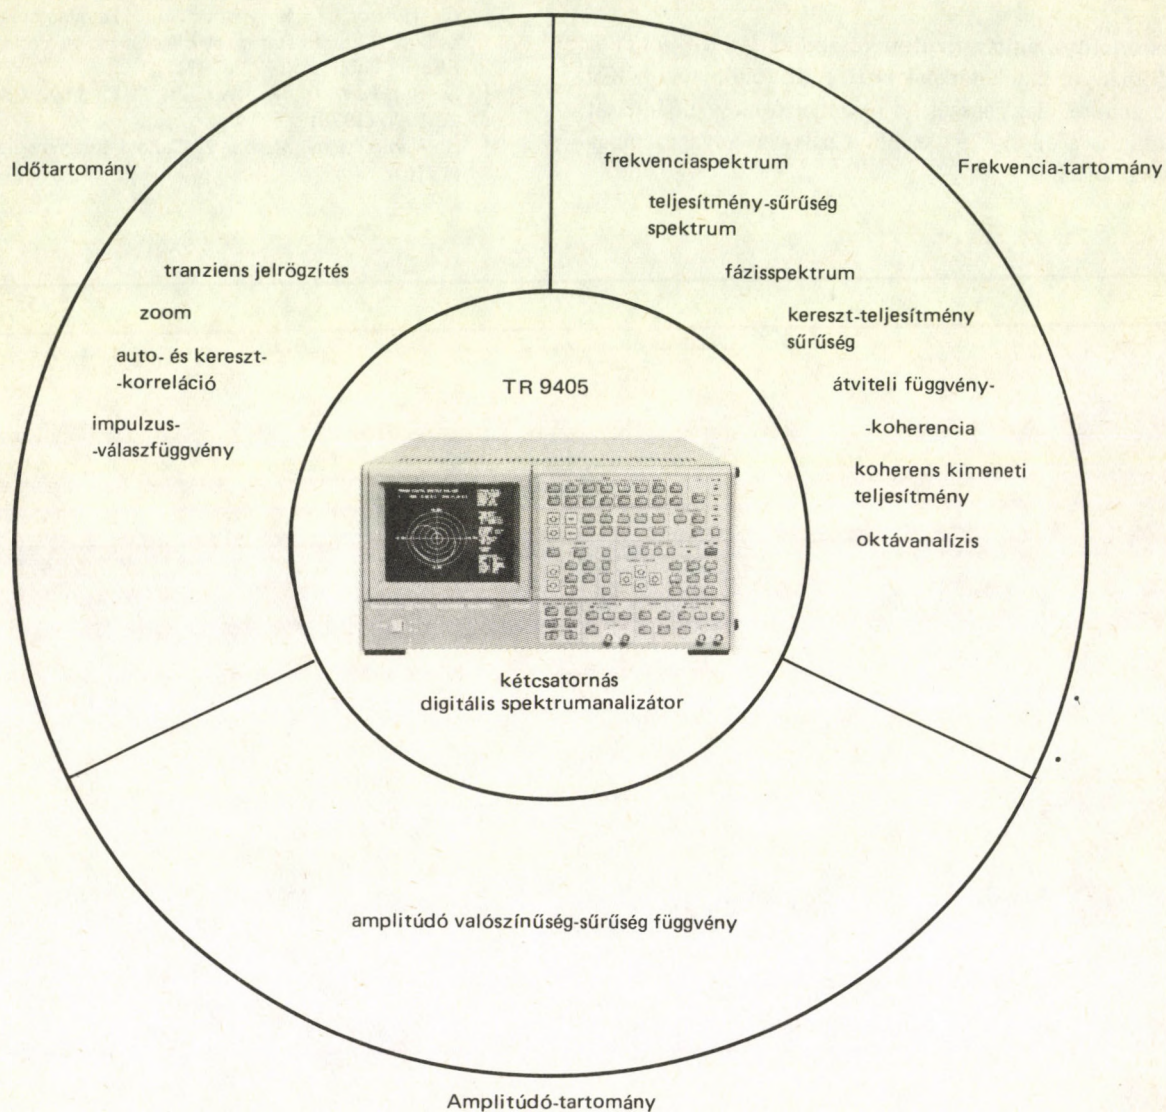 Időtartomány
tranziens jelrögzítés
zoom
auto- és kereszt-
-korreláció
impulzus-
-válaszfüggvény
frekvenciaspektrum
Frekvencia-tartomány
teljesítmény-sűrűség
spektrum
fázisspektrum
kereszt-teljesítmény
sűrűség
átviteli függvény-
-koherencia
koherens kimeneti
teljesítmény
oktávanalízis
TR 9405
kétcsatornás
digitális spektrumanalizátor
amplitúdó valószínűség-sűrűség függvény
Amplitúdó-tartomány